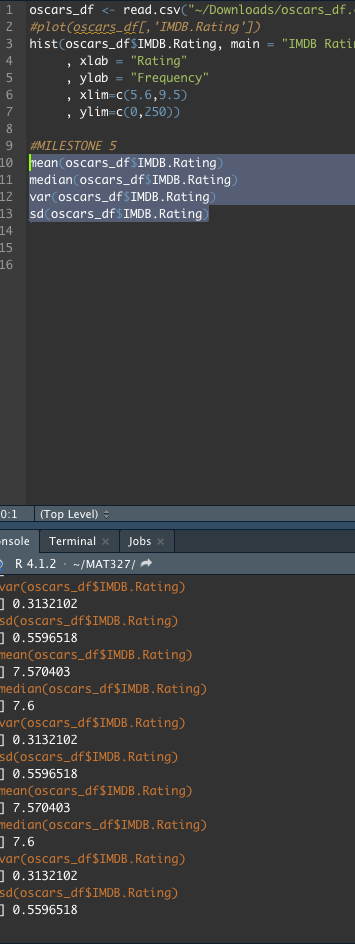 1 oscars_df <- read.csv("~/Downloads/oscars_df.
2 #plot(oscars_df[,'IMDB.Rating'])
3 hist(oscars_df$IMDB.Rating, main = "IMDB Ratin
4 , xlab = "Rating"
5 , ylab = "Frequency"
6 , xlim=c(5.6,9.5)
7 , ylim=c(0,250))
8
9 #MILESTONE 5
10 mean(oscars_df$IMDB.Rating)
11 median(oscars_df$IMDB.Rating)
12 var(oscars_df$IMDB.Rating)
13 sd(oscars_df$IMDB.Rating)
14
15
16
0:1 (Top Level)
onsole Terminal × Jobs ×
R 4.1.2 · ~/MAT327/
var(oscars_df$IMDB.Rating)
] 0.3132102
sd(oscars_df$IMDB.Rating)
] 0.5596518
mean(oscars_df$IMDB.Rating)
] 7.570403
median(oscars_df$IMDB.Rating)
] 7.6
var(oscars_df$IMDB.Rating)
] 0.3132102
sd(oscars_df$IMDB.Rating)
] 0.5596518
mean(oscars_df$IMDB.Rating)
] 7.570403
median(oscars_df$IMDB.Rating)
] 7.6
var(oscars_df$IMDB.Rating)
] 0.3132102
sd(oscars_df$IMDB.Rating)
] 0.5596518